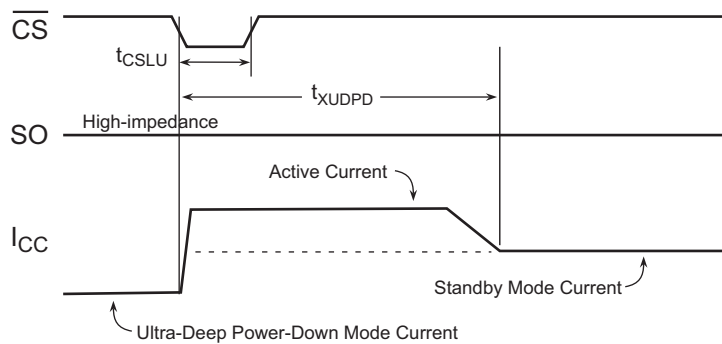 CS
tCSLU
tXUDPD
High-impedance
SO
Active Current
ICC
Standby Mode Current
Ultra-Deep Power-Down Mode Current